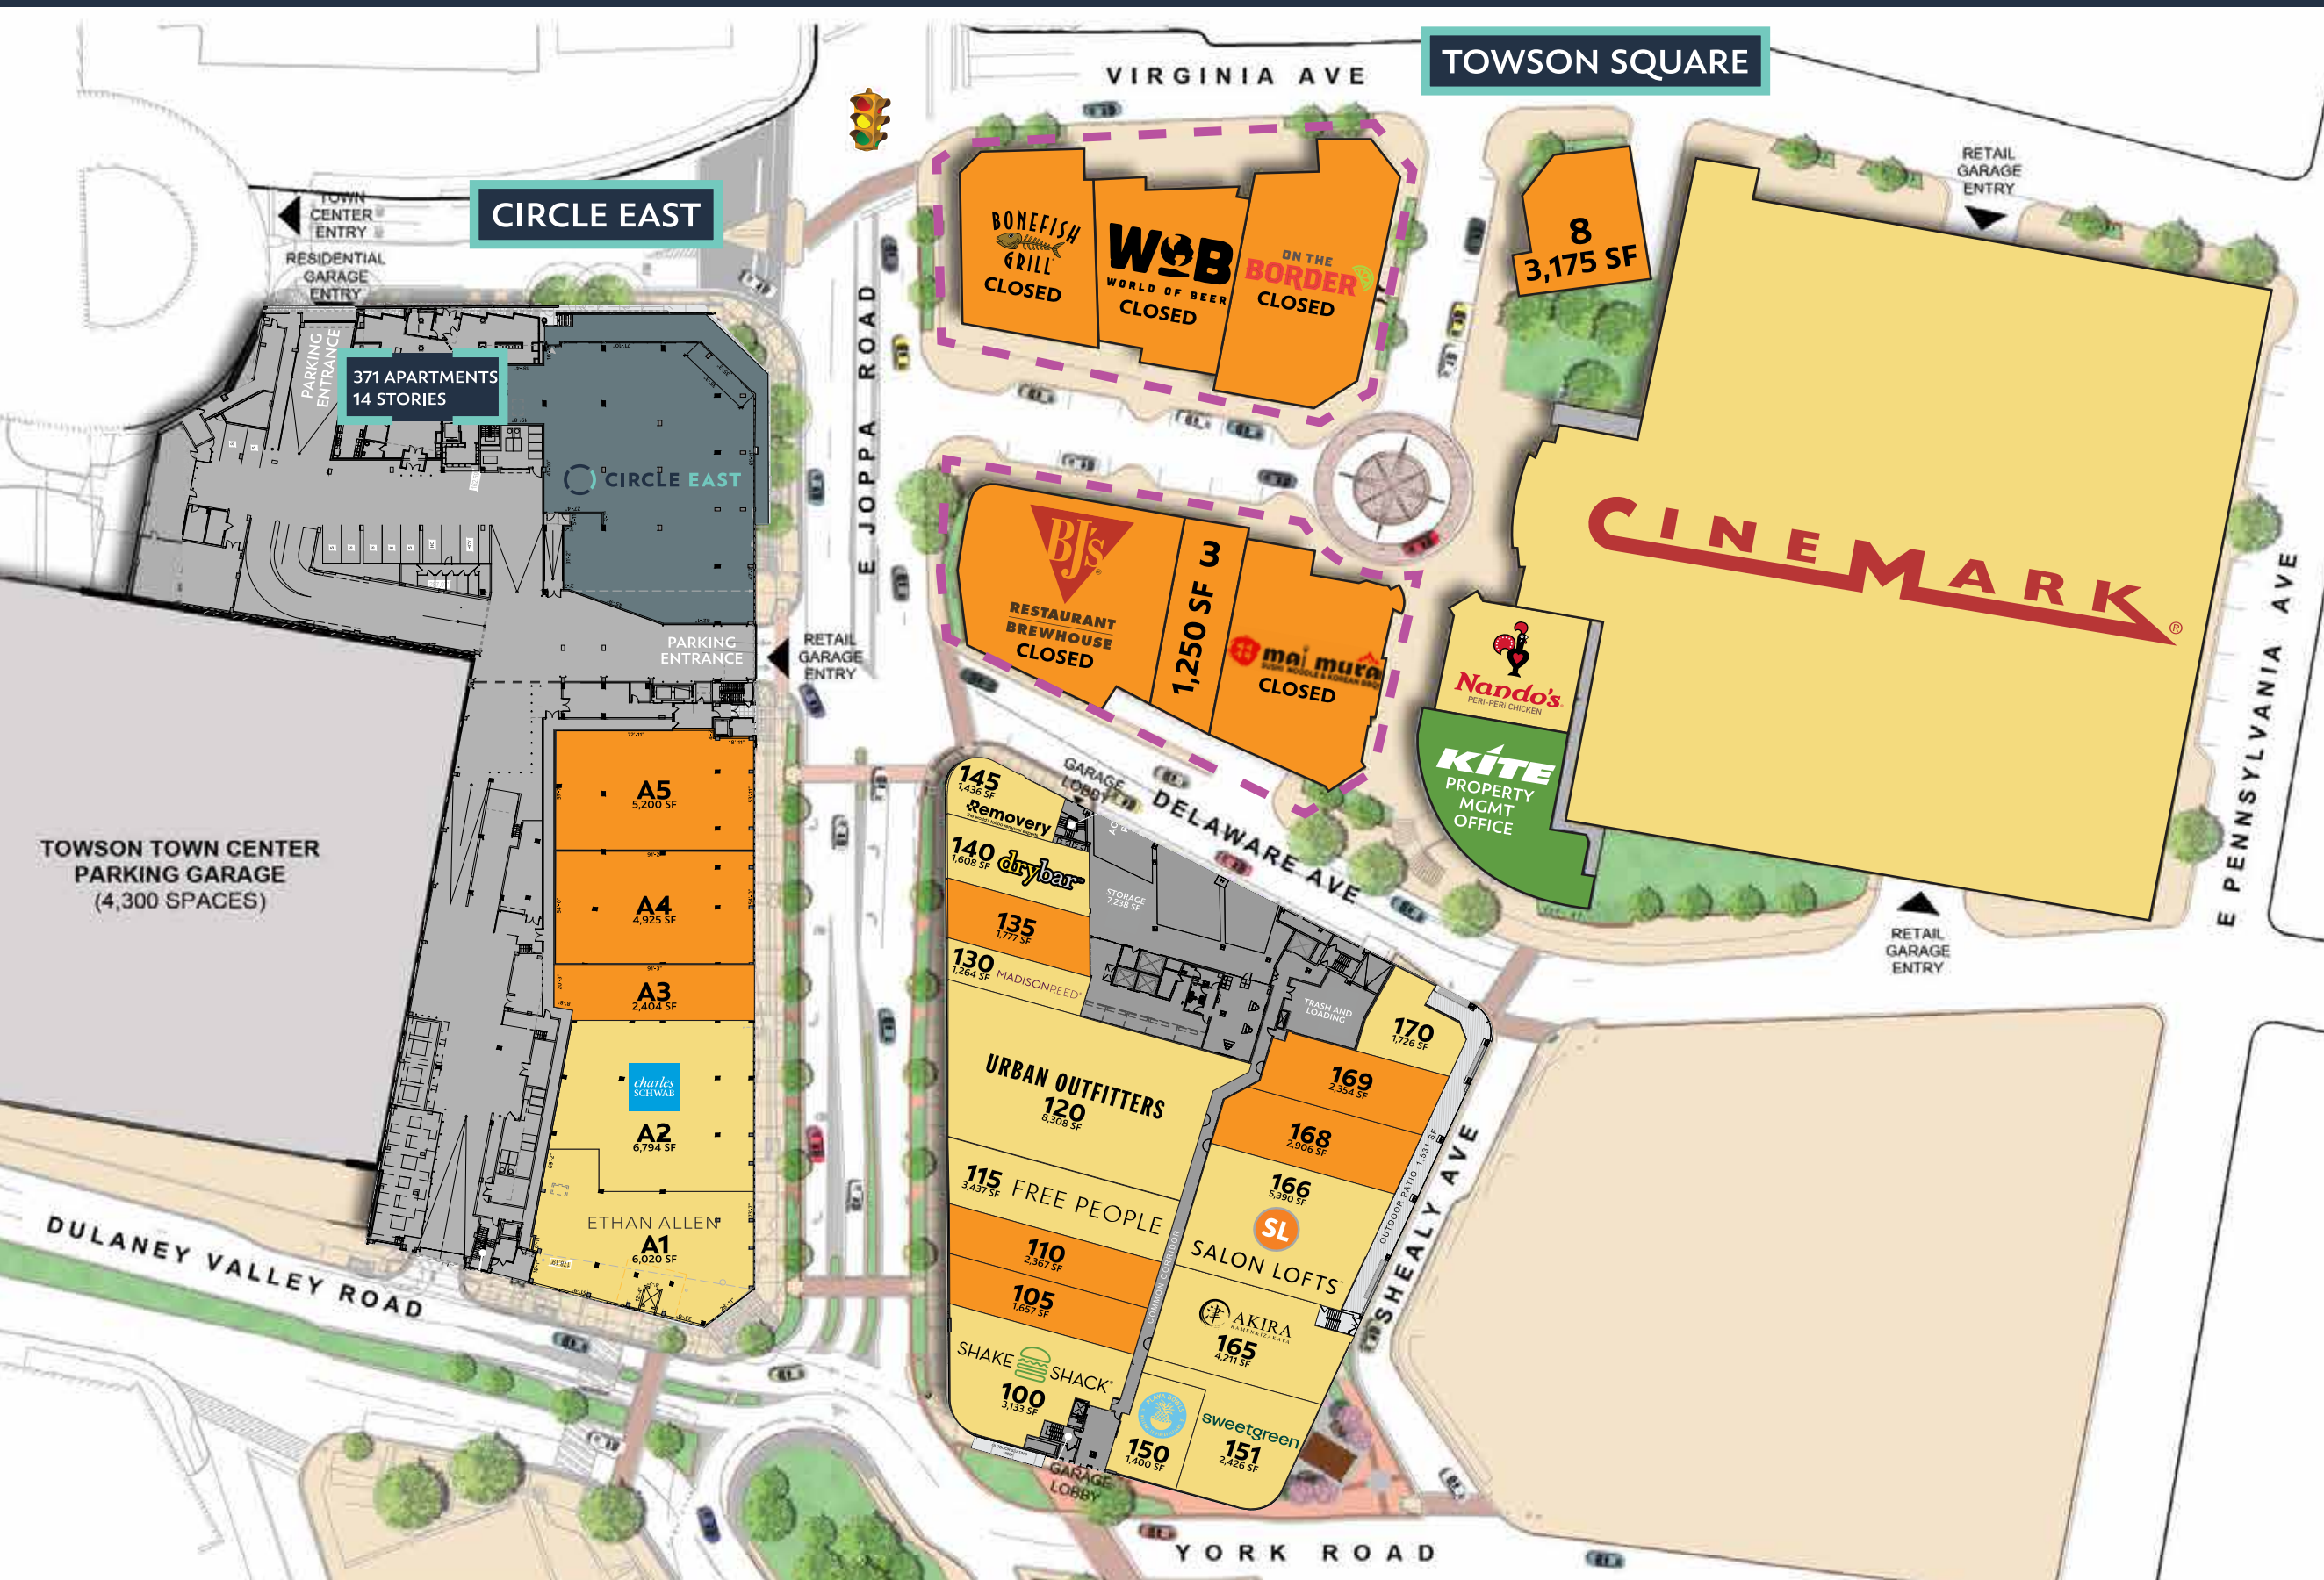 TOWSON SQUARE
VIRGINIA AVE
CIRCLE EAST
TOWN
CENTER
ENTRY
RESIDENTIAL
GARAGE
ENTRY
PARKING
ENTRANCE
371 APARTMENTS
14 STORIES
CIRCLE EAST
E JOPPA ROAD
PARKING
ENTRANCE
RETAIL
GARAGE
ENTRY
BONEFISH
GRILL
CLOSED
WOB
WORLD OF BEER
CLOSED
ON THE
BORDER
CLOSED
8
3,175 SF
RETAIL
GARAGE
ENTRY
CINEMARK®
BJ's
RESTAURANT
BREWHOUSE
CLOSED
3
1,250 SF
mai mura
SUSHI NOODLE & KOREAN BBQ
CLOSED
Nando's
PERi-PERi CHICKEN
KITE
PROPERTY
MGMT
OFFICE
E PENNSYLVANIA AVE
RETAIL
GARAGE
ENTRY
TOWSON TOWN CENTER
PARKING GARAGE
(4,300 SPACES)
A5
5,200 SF
A4
4,925 SF
A3
2,404 SF
charles
SCHWAB
A2
6,794 SF
ETHAN ALLEN
A1
6,020 SF
DULANEY VALLEY ROAD
GARAGE
LOBBY
DELAWARE AVE
145
1,436 SF
Removery
140
1,608 SF
drybar
STORAGE
7,238 SF
135
1,777 SF
130
1,264 SF
MADISON REED
TRASH AND
LOADING
170
1,726 SF
URBAN OUTFITTERS
120
8,308 SF
169
2,354 SF
168
2,906 SF
115
3,437 SF
FREE PEOPLE
166
5,390 SF
SL
SALON LOFTS
OUTDOOR PATIO 1,531 SF
SHEALY AVE
110
2,367 SF
105
1,657 SF
COMMON CORRIDOR
AKIRA
RAMEN & IZAKAYA
165
4,211 SF
SHAKE SHACK
100
3,133 SF
150
1,400 SF
sweetgreen
151
2,426 SF
GARAGE
LOBBY
YORK ROAD